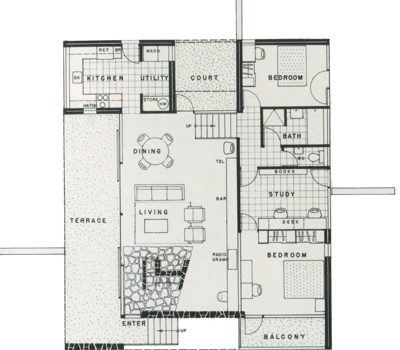 REF BR
WASH
SK
KITCHEN
UTILITY
COURT
BEDROOM
HATCH
STORE
HW
UP
BATH
DINING
WC
TEL
BOOKS
STUDY
BAR
LIVING
DESK
TERRACE
RADIO
GRAM
BEDROOM
ENTER
UP
BALCONY